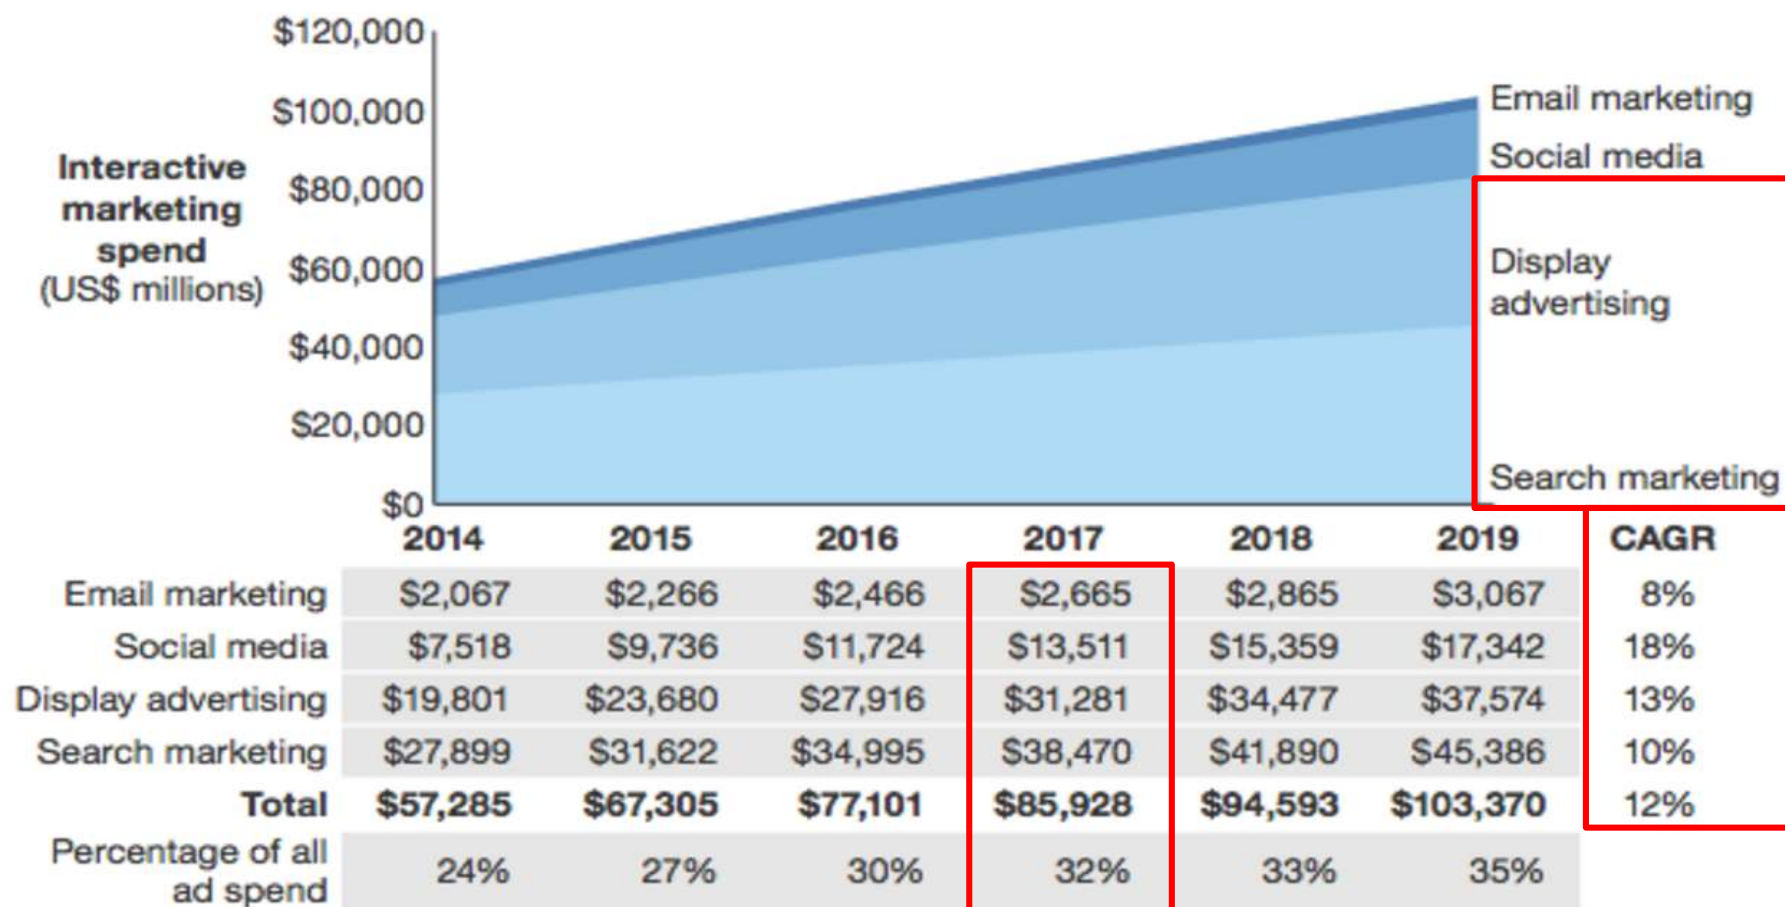 $120,000
$100,000
$80,000
$60,000
$40,000
$20,000
$0
Interactive
marketing
spend
(US$ millions)
Email marketing
Social media
Display
advertising
Search marketing
2014 2015 2016 2017 2018 2019 CAGR
Email marketing $2,067 $2,266 $2,466 $2,665 $2,865 $3,067 8%
Social media $7,518 $9,736 $11,724 $13,511 $15,359 $17,342 18%
Display advertising $19,801 $23,680 $27,916 $31,281 $34,477 $37,574 13%
Search marketing $27,899 $31,622 $34,995 $38,470 $41,890 $45,386 10%
Total $57,285 $67,305 $77,101 $85,928 $94,593 $103,370 12%
Percentage of all
ad spend 24% 27% 30% 32% 33% 35%